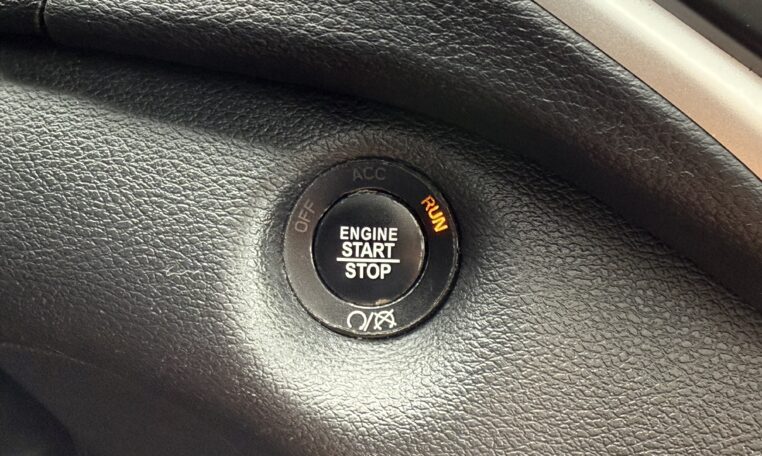 ACC
OFF
RUN
ENGINE
START
STOP